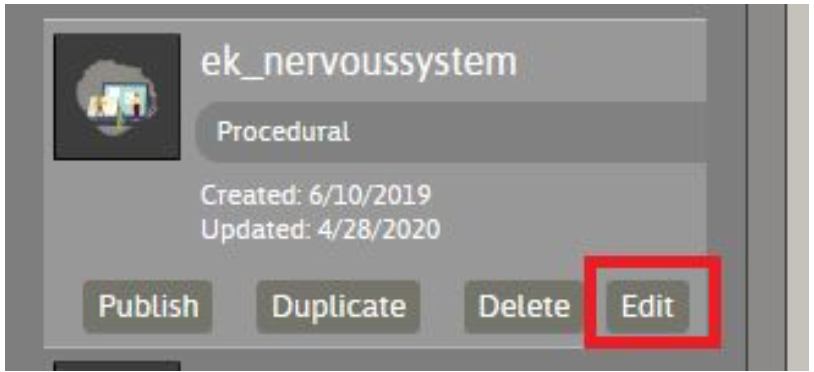 ek_nervoussystem
Procedural
Created: 6/10/2019
Updated: 4/28/2020
Publish Duplicate Delete Edit